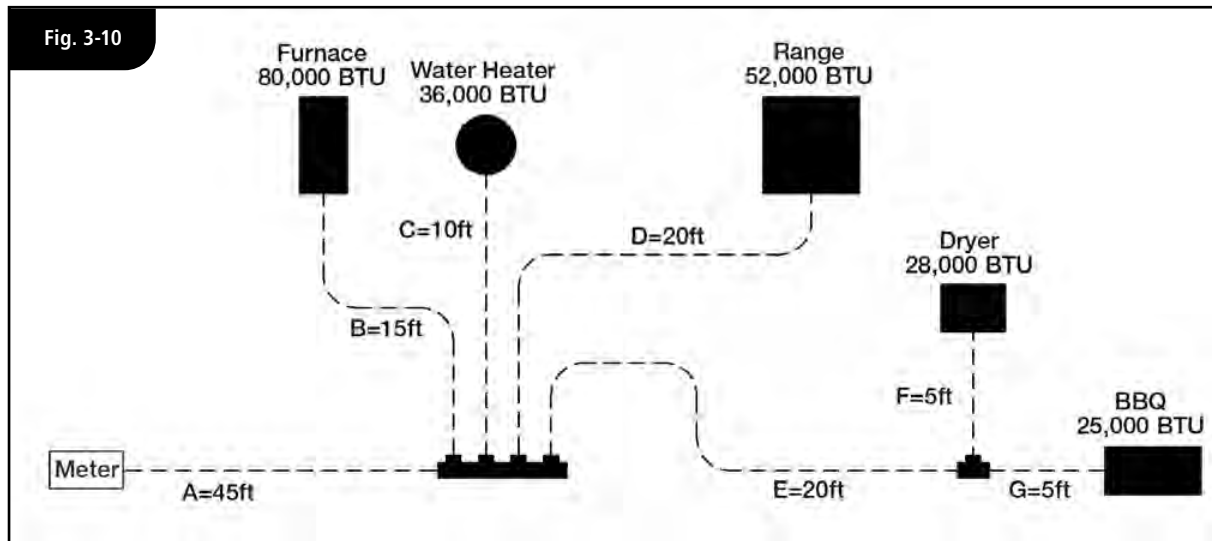 Fig. 3-10
Furnace
80,000 BTU
Water Heater
36,000 BTU
Range
52,000 BTU
C=10ft
D=20ft
Dryer
28,000 BTU
B=15ft
F=5ft
BBQ
25,000 BTU
Meter
A=45ft
E=20ft
G=5ft